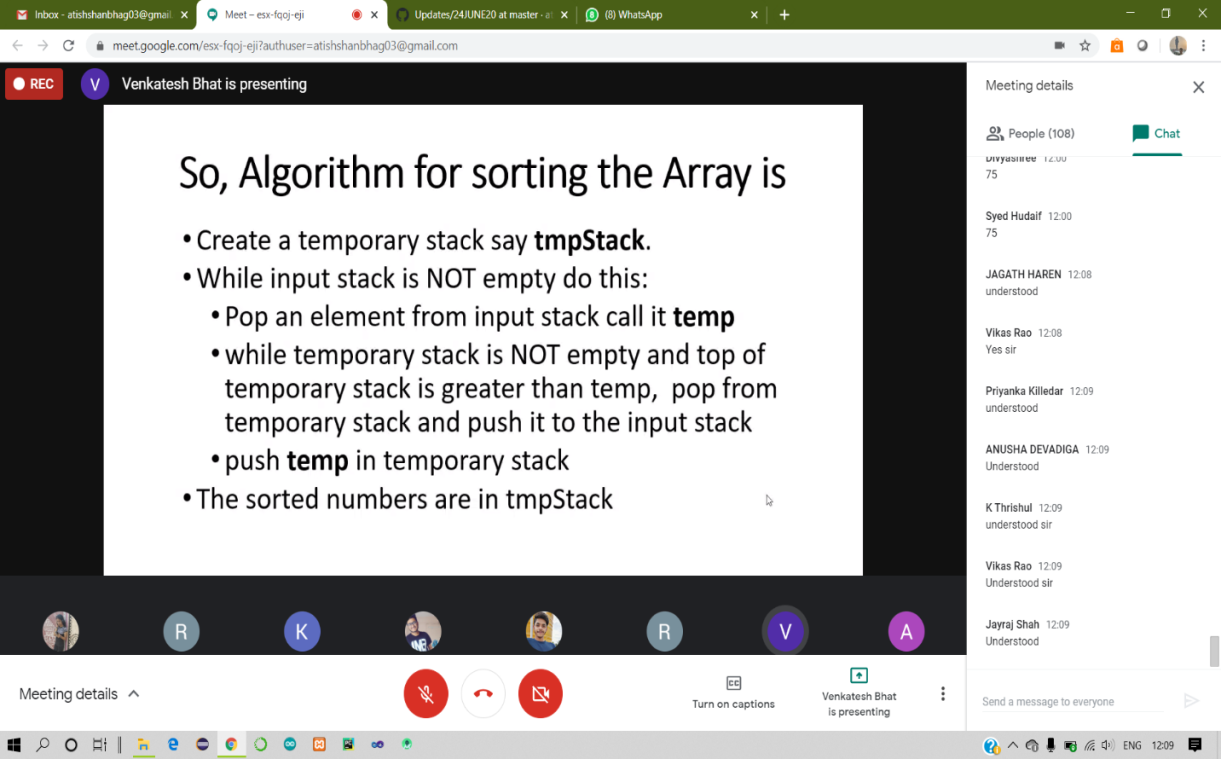 Inbox - atishshanbhag03@gmail
Meet – esx-fqoj-eji
Updates/24JUNE20 at master · at
(8) WhatsApp
meet.google.com/esx-fqoj-eji?authuser=atishshanbhag03@gmail.com
REC
V
Venkatesh Bhat is presenting
So, Algorithm for sorting the Array is
• Create a temporary stack say tmpStack.
• While input stack is NOT empty do this:
• Pop an element from input stack call it temp
• while temporary stack is NOT empty and top of
temporary stack is greater than temp, pop from
temporary stack and push it to the input stack
• push temp in temporary stack
• The sorted numbers are in tmpStack
R
K
R
V
A
Meeting details
People (108)
Chat
Divyashree 12:00
75
Syed Hudaif 12:00
75
JAGATH HAREN 12:08
understood
Vikas Rao 12:08
Yes sir
Priyanka Killedar 12:09
understood
ANUSHA DEVADIGA 12:09
Understood
K Thrishul 12:09
understood sir
Vikas Rao 12:09
Understood sir
Jayraj Shah 12:09
Understood
Send a message to everyone
Meeting details
CC
Turn on captions
Venkatesh Bhat
is presenting
ENG 12:09